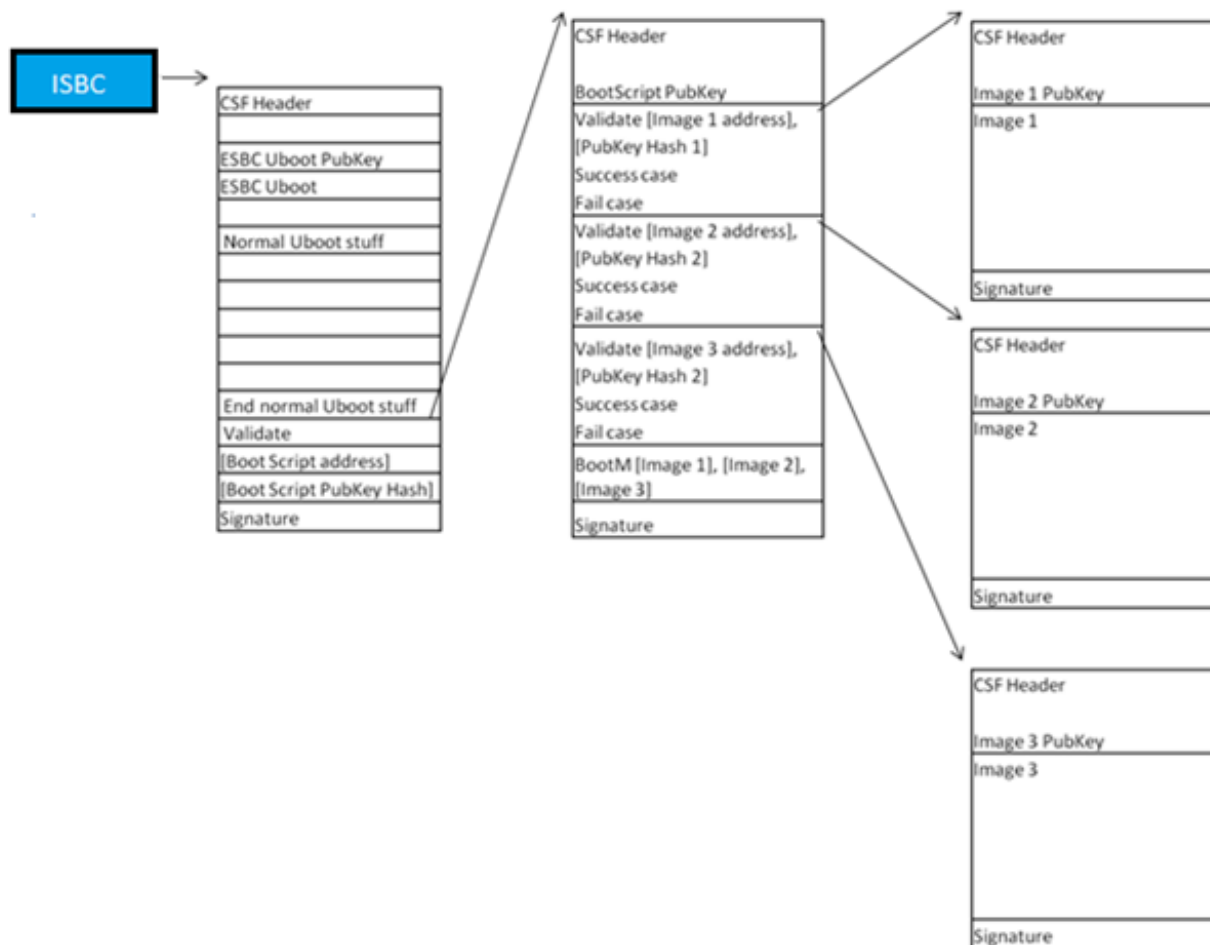 ISBC
CSF Header
ESBC Uboot PubKey
ESBC Uboot
Normal Uboot stuff
End normal Uboot stuff
Validate
[Boot Script address]
[Boot Script PubKey Hash]
Signature
CSF Header
BootScript PubKey
Validate [Image 1 address],
[PubKey Hash 1]
Success case
Fail case
Validate [Image 2 address],
[PubKey Hash 2]
Success case
Fail case
Validate [Image 3 address],
[PubKey Hash 2]
Success case
Fail case
BootM [Image 1], [Image 2],
[Image 3]
Signature
CSF Header
Image 1 PubKey
Image 1
Signature
CSF Header
Image 2 PubKey
Image 2
Signature
CSF Header
Image 3 PubKey
Image 3
Signature